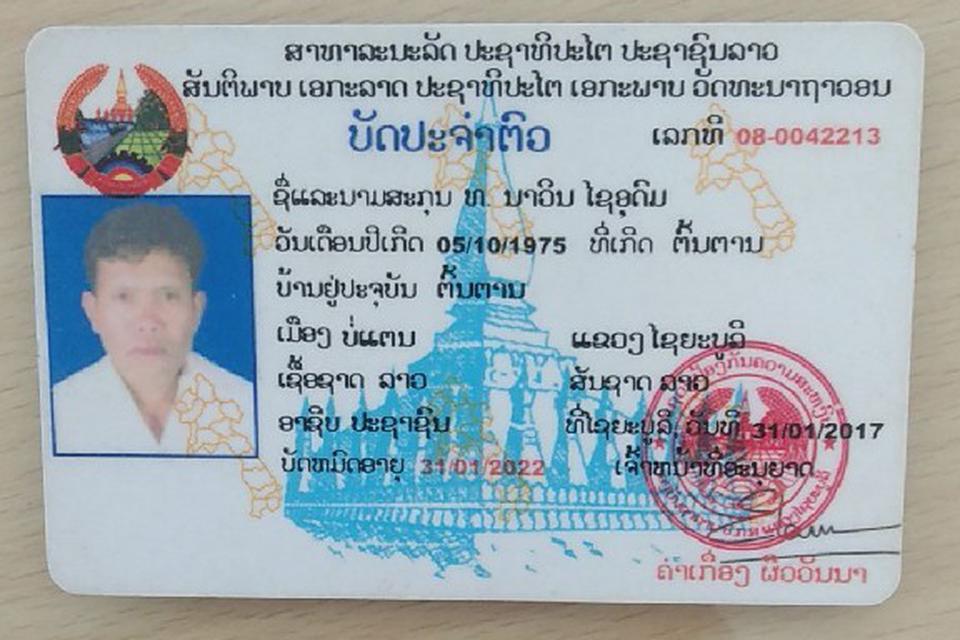 ສາທາລະນະລັດ ປະຊາທິປະໄຕ ປະຊາຊົນລາວ
ສັນຕິພາບ ເອກະລາດ ປະຊາທິປະໄຕ ເອກະພາບ ວັດທະນາຖາວອນ
ບັດປະຈຳຕົວ ເລກທີ 08-0042213
ຊື່ແລະນາມສະກຸນ ທ. ນາວິນ ໄຊອຸດົມ
ວັນເດືອນປີເກີດ 05/10/1975 ທີ່ເກີດ ຕົ້ນຕານ
ບ້ານຢູ່ປະຈຸບັນ ຕົ້ນຕານ
ເມືອງ ບໍ່ແຕນ ແຂວງ ໄຊຍະບູລີ
ເຊື້ອຊາດ ລາວ ສັນຊາດ ລາວ
ອາຊີບ ປະຊາຊົນ ທີ່ໄຊຍະບູລີ ວັນທີ 31/01/2017
ບັດຫມົດອາຍຸ 31/01/2022 ເຈົ້າຫນ້າທີ່ອະນຸຍາດ
ຄຳເກື່ອງ ຜິວວັນນາ